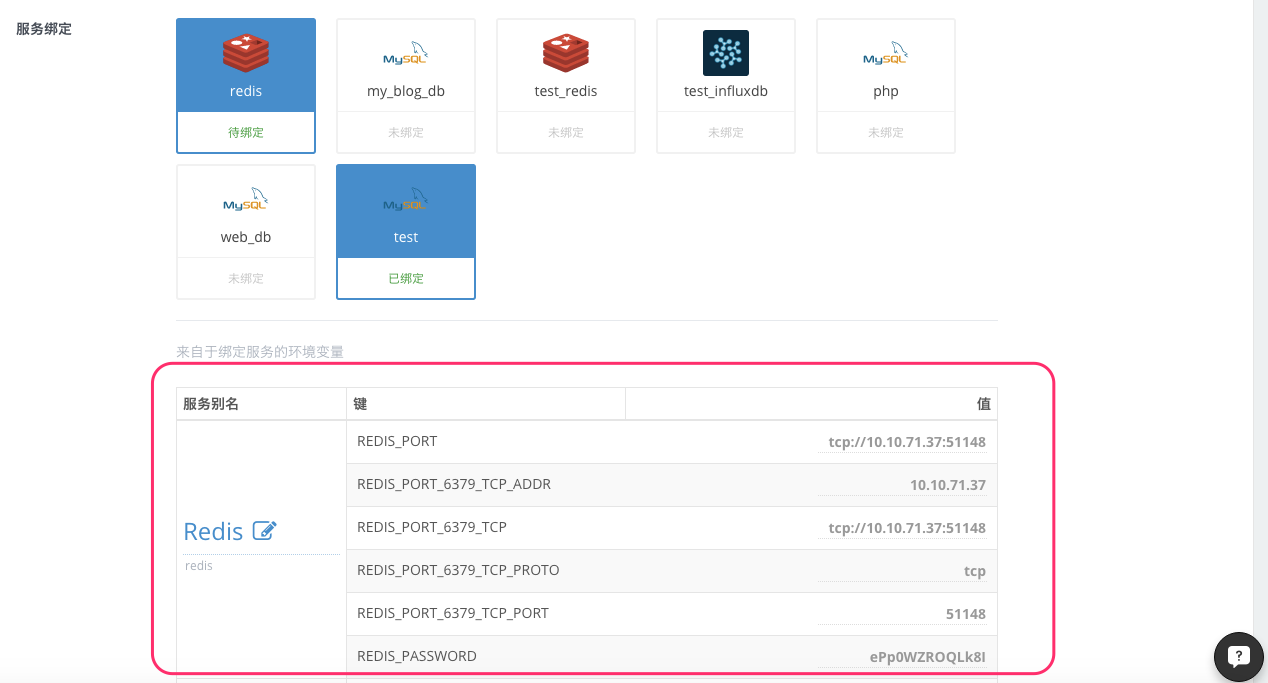 服务绑定
redis
待绑定
MySQL
my_blog_db
未绑定
test_redis
未绑定
test_influxdb
未绑定
MySQL
php
未绑定
MySQL
web_db
未绑定
MySQL
test
已绑定
来自于绑定服务的环境变量
服务别名 键 值
REDIS_PORT tcp://10.10.71.37:51148
REDIS_PORT_6379_TCP_ADDR 10.10.71.37
REDIS_PORT_6379_TCP tcp://10.10.71.37:51148
Redis
redis
REDIS_PORT_6379_TCP_PROTO tcp
REDIS_PORT_6379_TCP_PORT 51148
REDIS_PASSWORD ePp0WZROQLk8I
?